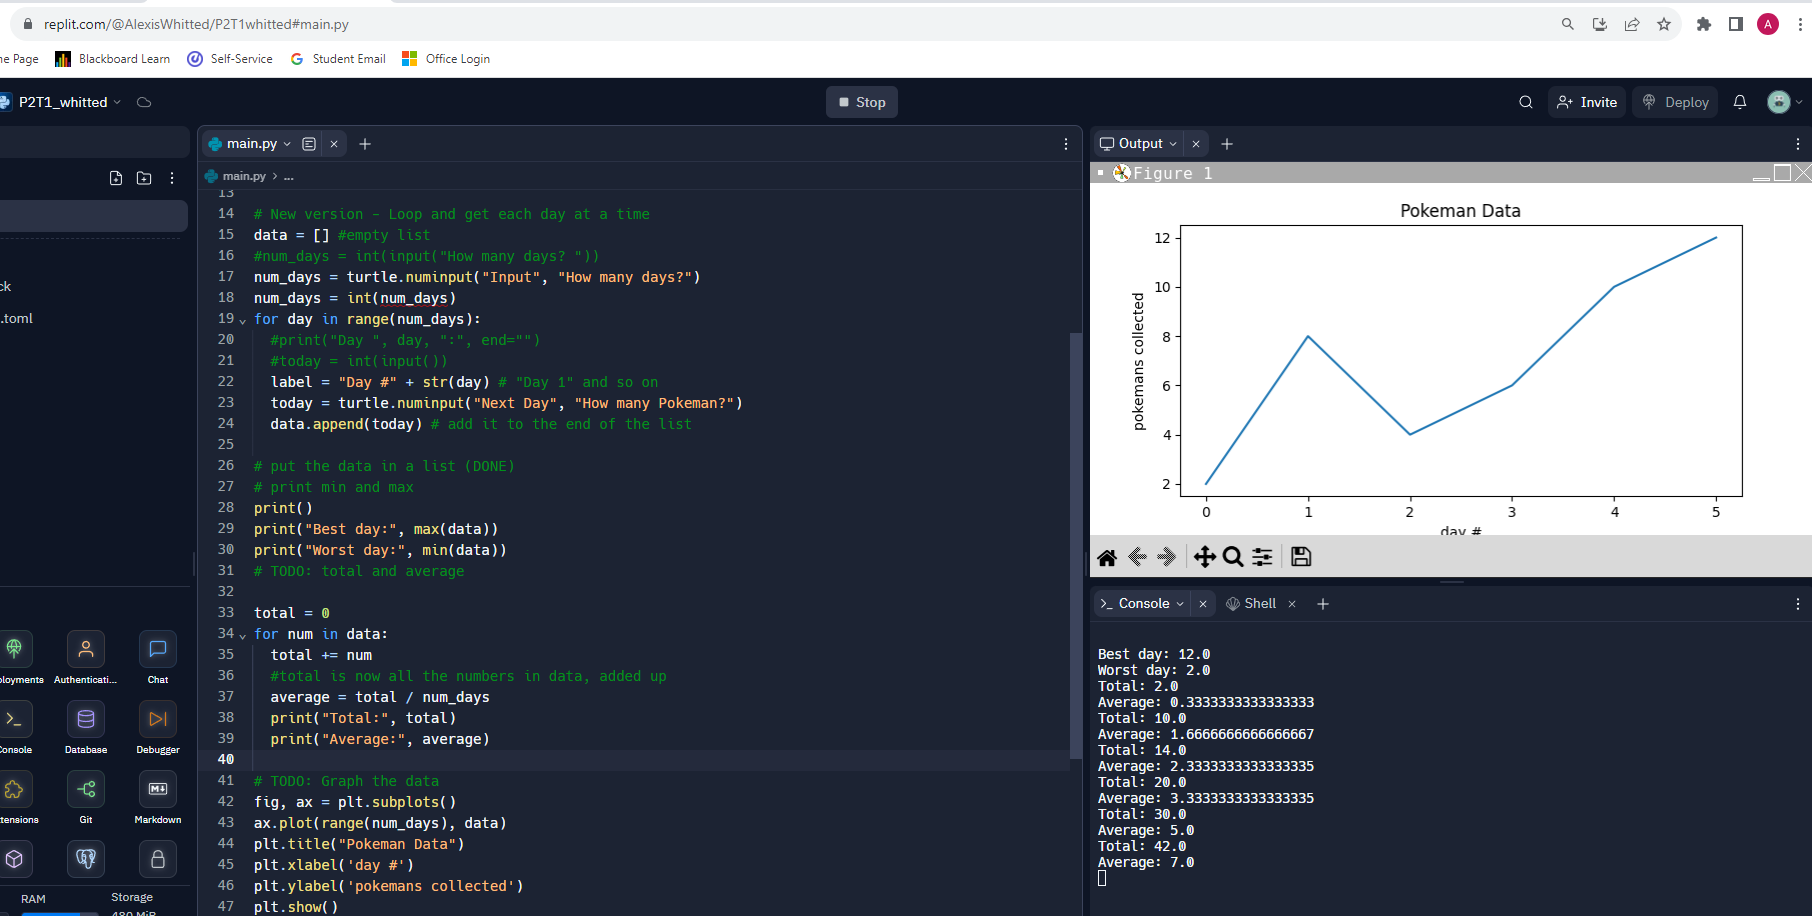 replit.com/@AlexisWhitted/P2T1whitted#main.py
A
e Page Blackboard Learn Self-Service Student Email Office Login
P2T1_whitted
Stop
Invite Deploy
main.py
main.py > ...
13
14 # New version - Loop and get each day at a time
15 data = [] #empty list
16 #num_days = int(input("How many days? "))
17 num_days = turtle.numinput("Input", "How many days?")
18 num_days = int(num_days)
19 for day in range(num_days):
20 #print("Day ", day, ":", end="")
21 #today = int(input())
22 label = "Day #" + str(day) # "Day 1" and so on
23 today = turtle.numinput("Next Day", "How many Pokeman?")
24 data.append(today) # add it to the end of the list
25
26 # put the data in a list (DONE)
27 # print min and max
28 print()
29 print("Best day:", max(data))
30 print("Worst day:", min(data))
31 # TODO: total and average
32
33 total = 0
34 for num in data:
35 total += num
36 #total is now all the numbers in data, added up
37 average = total / num_days
38 print("Total:", total)
39 print("Average:", average)
40
41 # TODO: Graph the data
42 fig, ax = plt.subplots()
43 ax.plot(range(num_days), data)
44 plt.title("Pokeman Data")
45 plt.xlabel('day #')
46 plt.ylabel('pokemans collected')
47 plt.show()
ck
.toml
ployments Authenticati... Chat
onsole Database Debugger
tensions Git Markdown
RAM Storage
480 MiB
Output
Figure 1
Pokeman Data
pokemans collected
12
10
8
6
4
2
0 1 2 3 4 5
day #
Console Shell
Best day: 12.0
Worst day: 2.0
Total: 2.0
Average: 0.3333333333333333
Total: 10.0
Average: 1.6666666666666667
Total: 14.0
Average: 2.3333333333333335
Total: 20.0
Average: 3.3333333333333335
Total: 30.0
Average: 5.0
Total: 42.0
Average: 7.0